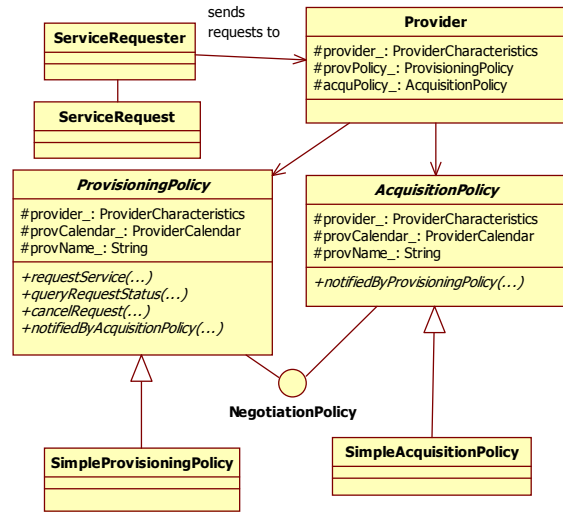 sends
requests to
ServiceRequester
ServiceRequest
Provider
#provider_: ProviderCharacteristics
#provPolicy_: ProvisioningPolicy
#acquPolicy_: AcquisitionPolicy
ProvisioningPolicy
#provider_: ProviderCharacteristics
#provCalendar_: ProviderCalendar
#provName_: String
+requestService(...)
+queryRequestStatus(...)
+cancelRequest(...)
+notifiedByAcquisitionPolicy(...)
AcquisitionPolicy
#provider_: ProviderCharacteristics
#provCalendar_: ProviderCalendar
#provName_: String
+notifiedByProvisioningPolicy(...)
NegotiationPolicy
SimpleProvisioningPolicy
SimpleAcquisitionPolicy